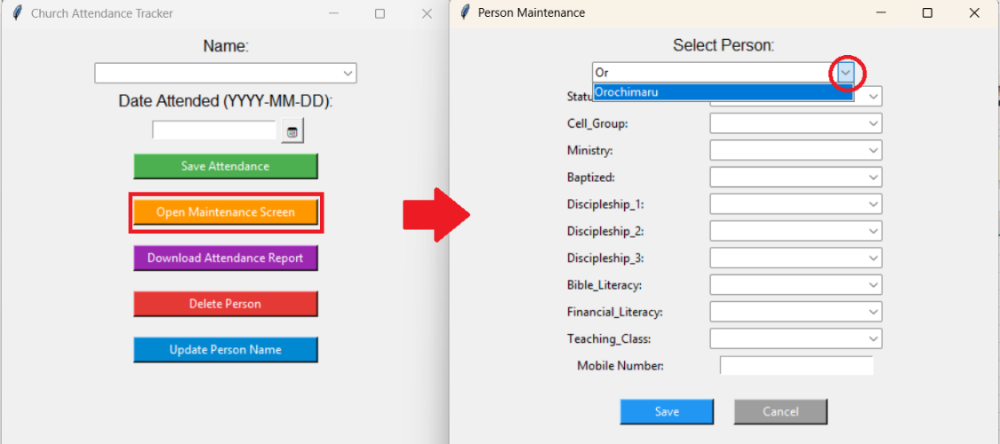 Church Attendance Tracker
Name:
Date Attended (YYYY-MM-DD):
Save Attendance
Open Maintenance Screen
Download Attendance Report
Delete Person
Update Person Name
Person Maintenance
Select Person:
Or
Orochimaru
Statu
Cell_Group:
Ministry:
Baptized:
Discipleship_1:
Discipleship_2:
Discipleship_3:
Bible_Literacy:
Financial_Literacy:
Teaching_Class:
Mobile Number:
Save Cancel